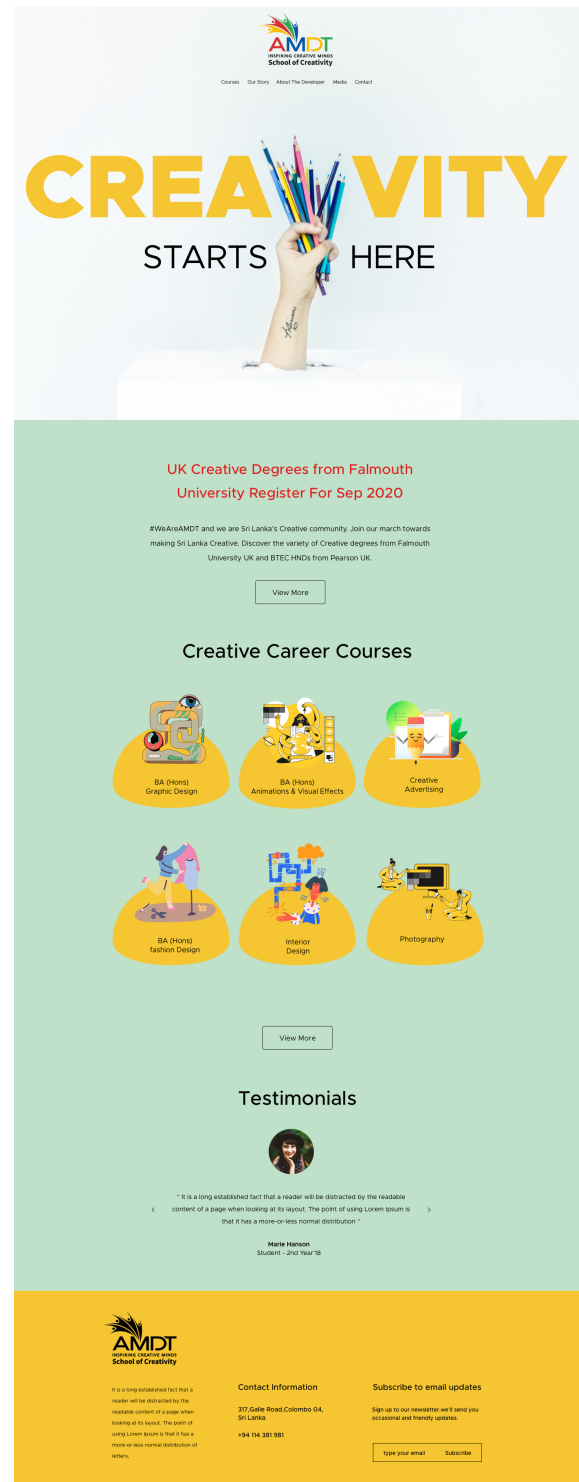 AMDT
INSPIRING CREATIVE MINDS
School of Creativity
Courses Our Story About The Developer Media Contact
CREA VITY
STARTS HERE
UK Creative Degrees from Falmouth
University Register For Sep 2020
#WeAreAMDT and we are Sri Lanka's Creative community. Join our march towards
making Sri Lanka Creative. Discover the variety of Creative degrees from Falmouth
University UK and BTEC HNDs from Pearson UK.
View More
Creative Career Courses
BA (Hons)
Graphic Design
BA (Hons)
Animations & Visual Effects
Creative
Advertising
BA (Hons)
fashion Design
Interior
Design
Photography
View More
Testimonials
" It is a long established fact that a reader will be distracted by the readable
content of a page when looking at its layout. The point of using Lorem Ipsum is
that it has a more-or-less normal distribution "
Marie Hanson
Student - 2nd Year'18
AMDT
INSPIRING CREATIVE MINDS
School of Creativity
It is a long established fact that a
reader will be distracted by the
readable content of a page when
looking at its layout. The point of
using Lorem Ipsum is that it has a
more-or-less normal distribution of
letters,
Contact Information
317,Galle Road,Colombo 04,
Sri Lanka
+94 114 381 981
Subscribe to email updates
Sign up to our newsletter.we'll send you
occasional and friendly updates.
type your email Subscribe